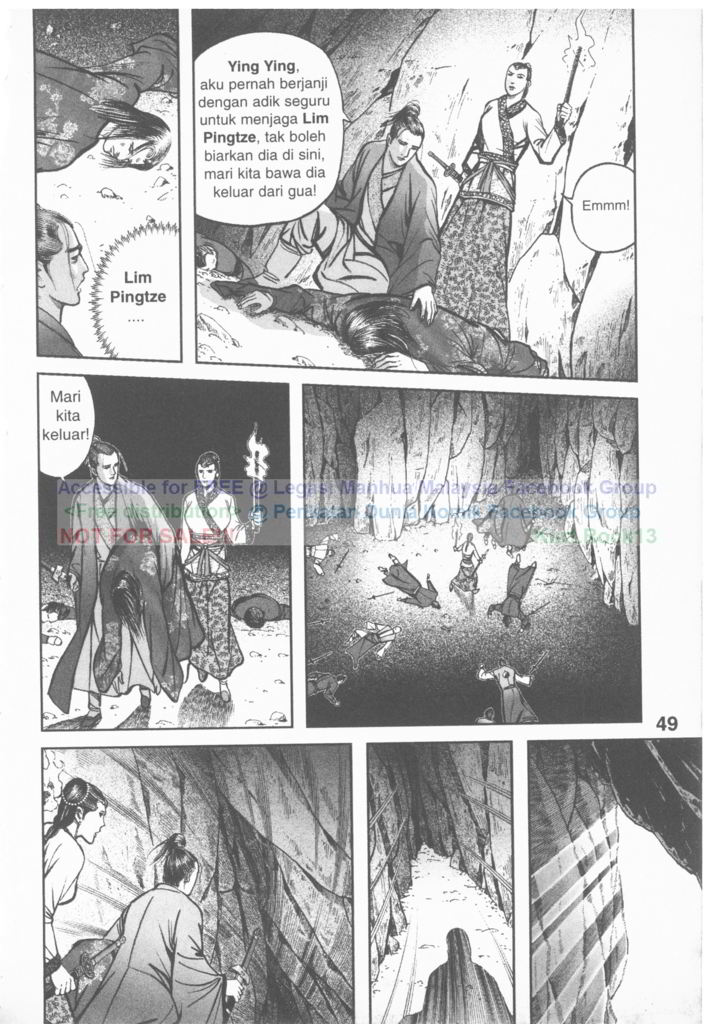 Ying Ying,
aku pernah berjanji
dengan adik seguru
untuk menjaga Lim
Pingtze, tak boleh
biarkan dia di sini,
mari kita bawa dia
keluar dari gua!
Emmm!
Lim
Pingtze
....
Mari
kita
keluar!
Accessible for FREE @ Legasi Manhua Malaysia Facebook Group
<Free distribution> @ Perikatan Dunia Komik Facebook Group
NOT FOR SALE!!
49